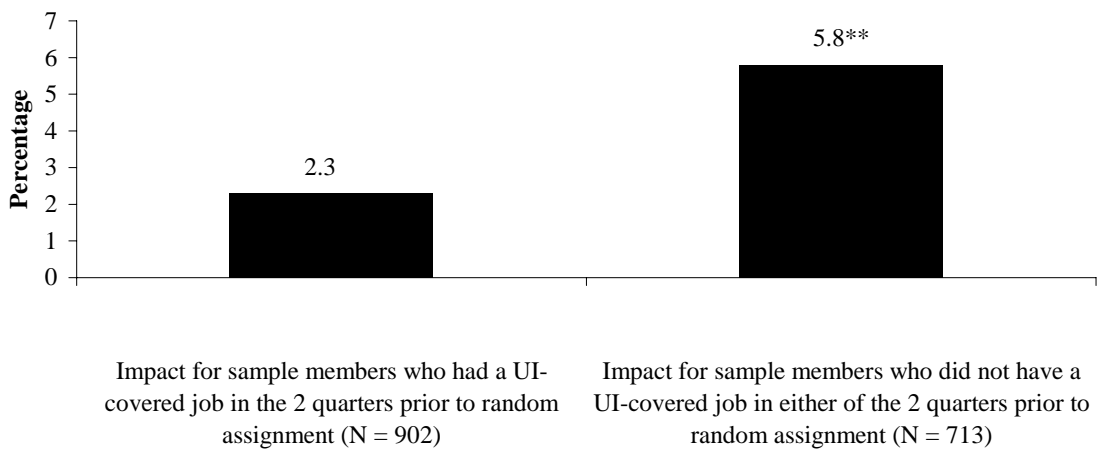 7
6
5
4
3
2
1
0
Percentage
2.3
5.8**
Impact for sample members who had a UI-
covered job in the 2 quarters prior to random
assignment (N = 902)
Impact for sample members who did not have a
UI-covered job in either of the 2 quarters prior to
random assignment (N = 713)